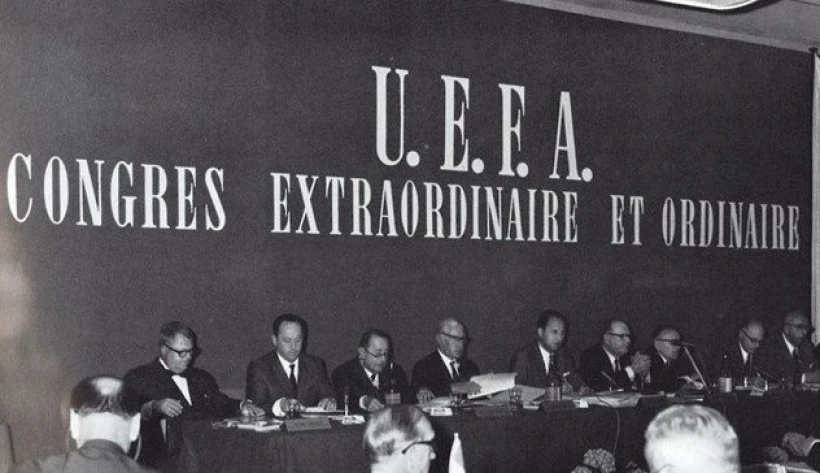 U.E.F.A.
CONGRES EXTRAORDINAIRE ET ORDINAIRE